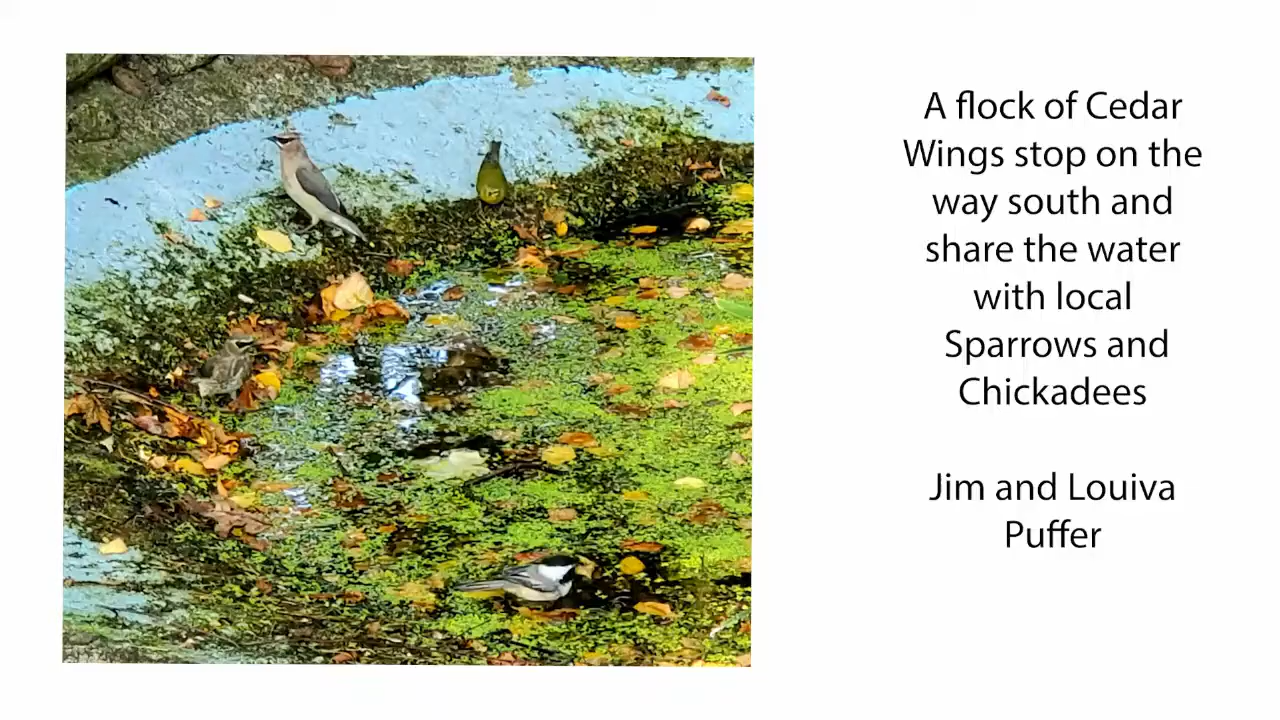 A flock of Cedar
Wings stop on the
way south and
share the water
with local
Sparrows and
Chickadees
Jim and Louiva
Puffer